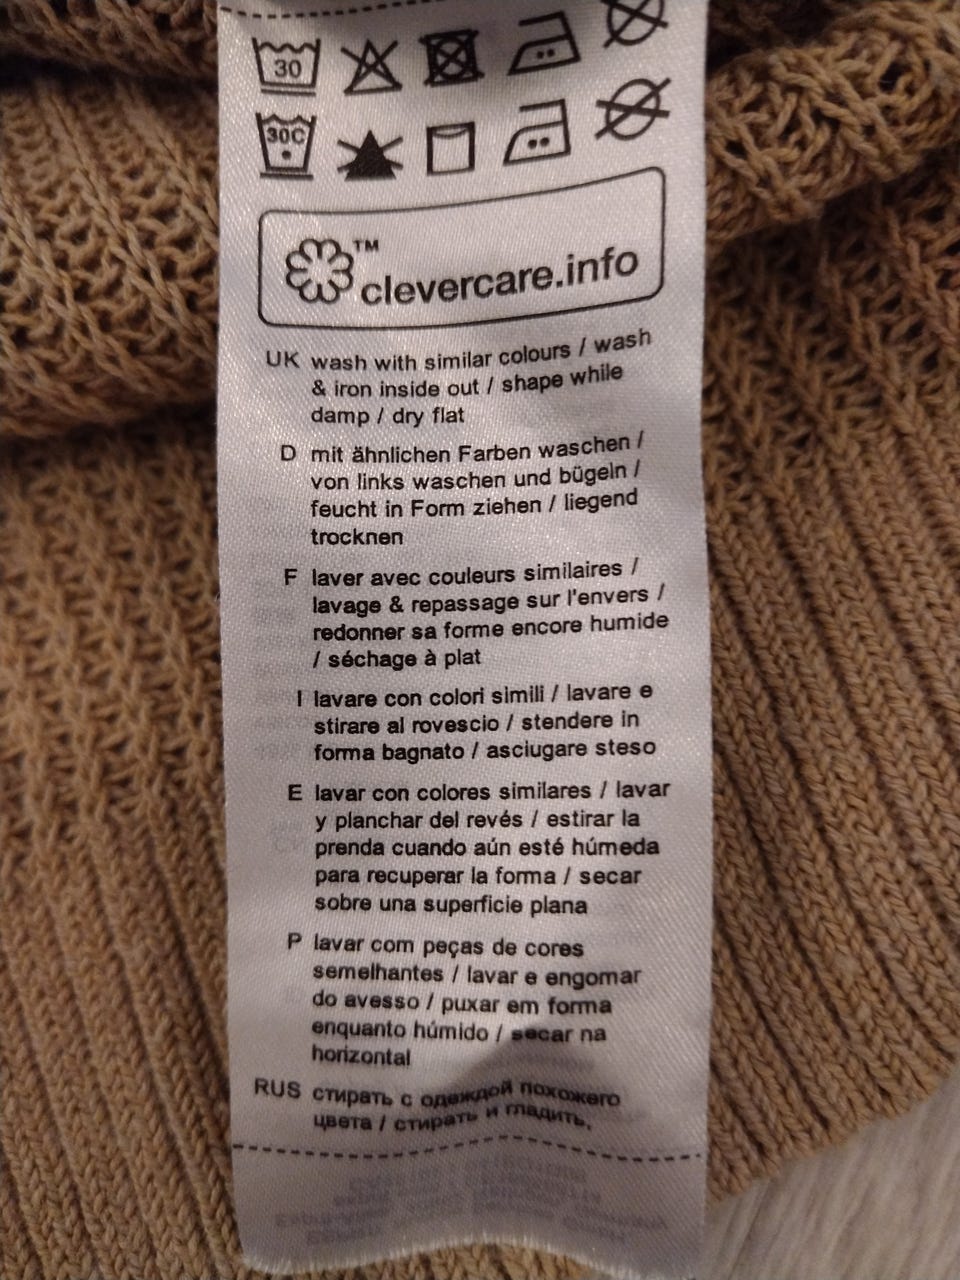 30
30C
™
clevercare.info
UK wash with similar colours / wash
& iron inside out / shape while
damp / dry flat
D mit ähnlichen Farben waschen /
von links waschen und bügeln /
feucht in Form ziehen / liegend
trocknen
F laver avec couleurs similaires /
lavage & repassage sur l'envers /
redonner sa forme encore humide
/ séchage à plat
I lavare con colori simili / lavare e
stirare al rovescio / stendere in
forma bagnato / asciugare steso
E lavar con colores similares / lavar
y planchar del revés / estirar la
prenda cuando aún esté húmeda
para recuperar la forma / secar
sobre una superficie plana
P lavar com peças de cores
semelhantes / lavar e engomar
do avesso / puxar em forma
enquanto húmido / secar na
horizontal
RUS стирать с одеждой похожего
цвета / стирать и гладить,